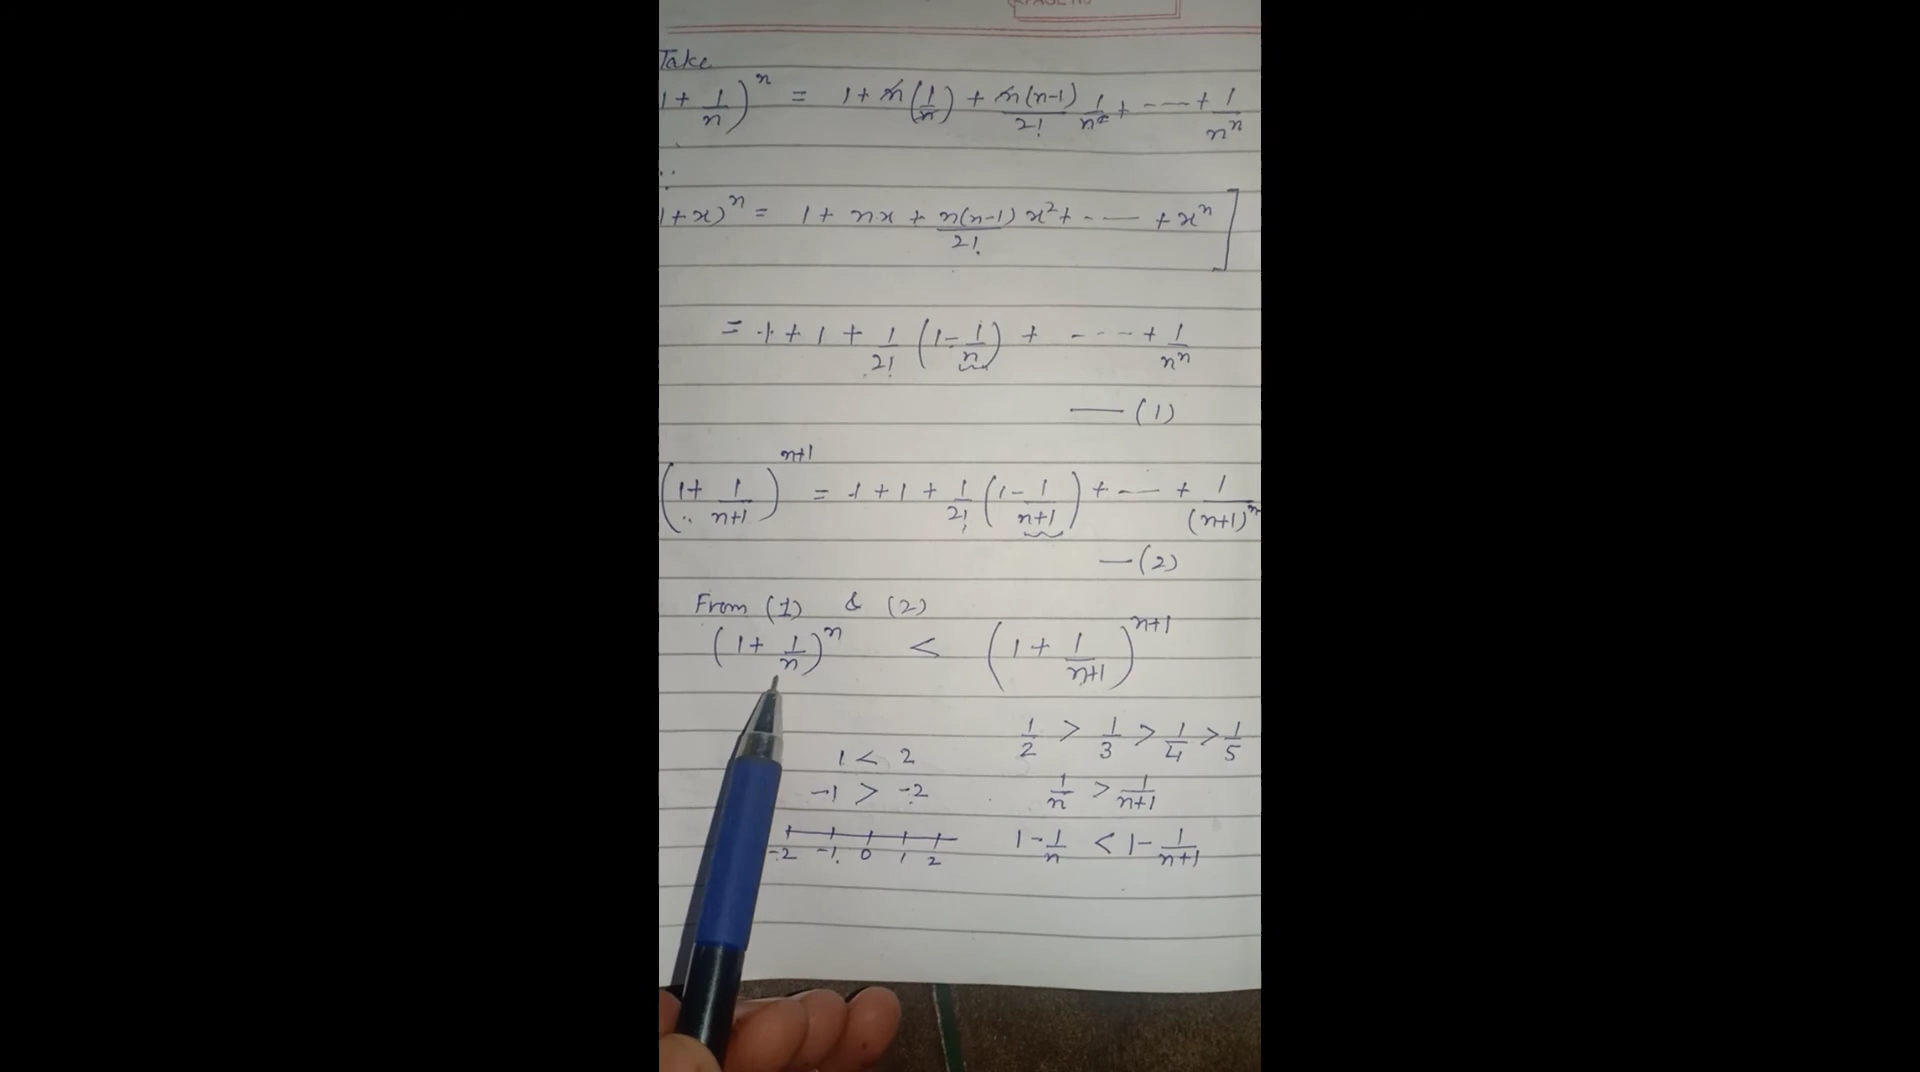 PAGE NO
Take
1 + 1/n)^n = 1 + n(1/n) + n(n-1)/2! 1/n² + ---- + 1/n^n
∵
1+x)^n = 1 + nx + n(n-1)/2! x² + ---- + x^n ]
= 1 + 1 + 1/2! (1 - 1/n) + ---- + 1/n^n
—— (1)
(1 + 1/(n+1))^(n+1) = 1 + 1 + 1/2! (1 - 1/(n+1)) + ---- + 1/(n+1)^n
— (2)
From (1) & (2)
(1 + 1/n)^n < (1 + 1/(n+1))^(n+1)
1/2 > 1/3 > 1/4 > 1/5
1 < 2
-1 > -2
1/n > 1/(n+1)
-2 -1 0 1 2
1 - 1/n < 1 - 1/(n+1)